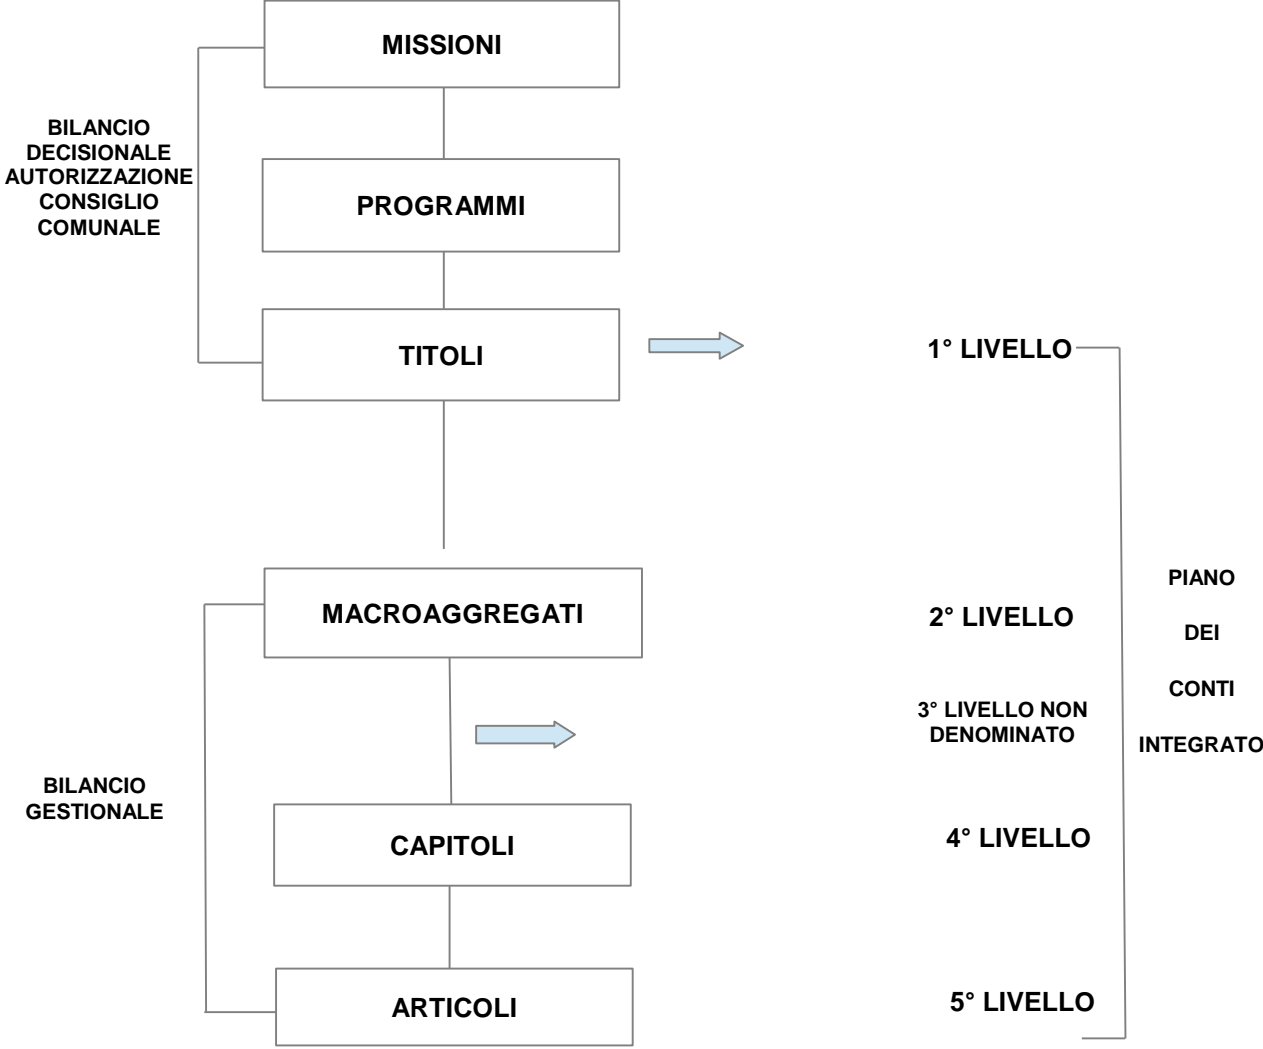 MISSIONI
BILANCIO
DECISIONALE
AUTORIZZAZIONE
CONSIGLIO
COMUNALE
PROGRAMMI
TITOLI
1° LIVELLO
MACROAGGREGATI
2° LIVELLO
3° LIVELLO NON
DENOMINATO
PIANO
DEI
CONTI
INTEGRATO
BILANCIO
GESTIONALE
CAPITOLI
4° LIVELLO
ARTICOLI
5° LIVELLO